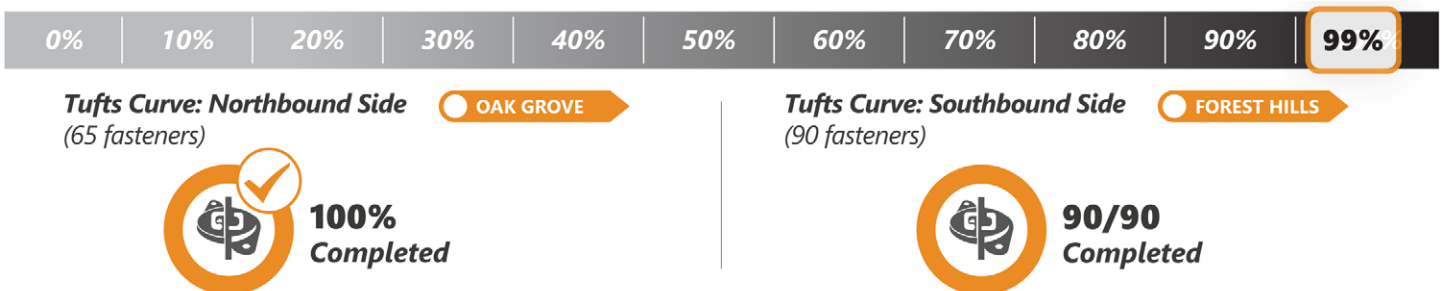 0% 10% 20% 30% 40% 50% 60% 70% 80% 90% 99%
Tufts Curve: Northbound Side OAK GROVE
(65 fasteners)
100%
Completed
Tufts Curve: Southbound Side FOREST HILLS
(90 fasteners)
90/90
Completed